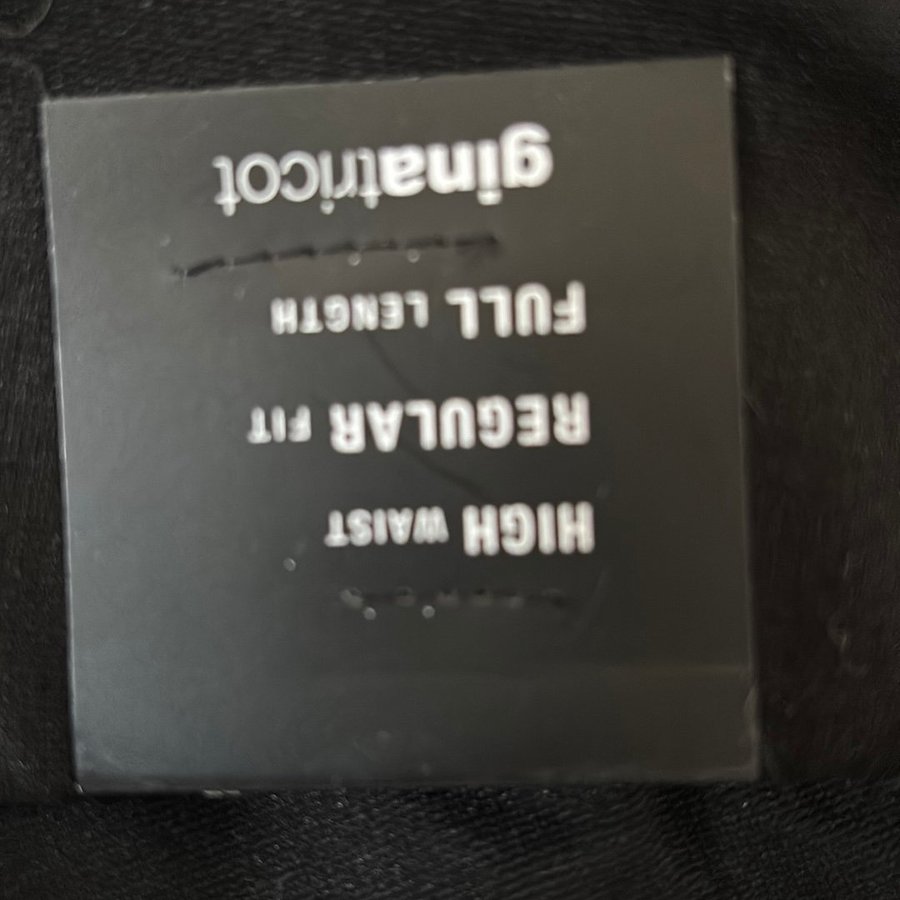 HIGH WAIST
REGULAR FIT
FULL LENGTH
ginatricot